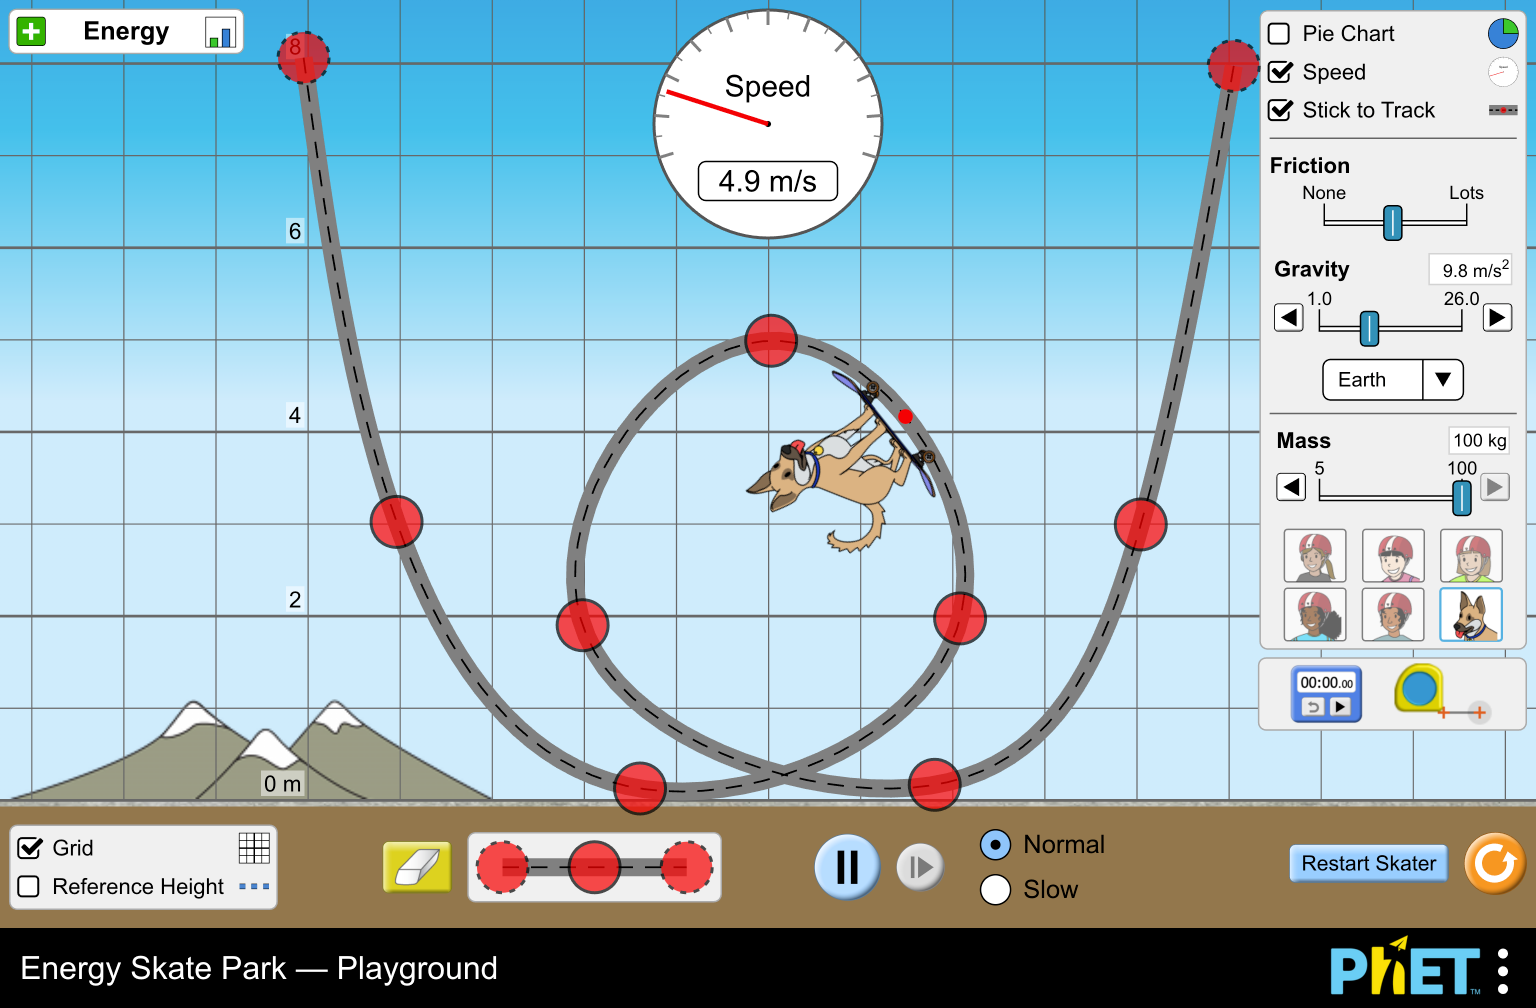 Energy
Speed
4.9 m/s
8
6
4
2
0 m
Pie Chart
Speed
Stick to Track
Friction
None Lots
Gravity 9.8 m/s²
1.0 26.0
Earth
Mass 100 kg
5 100
00:00.00
Grid
Reference Height
Normal
Slow
Restart Skater
Energy Skate Park — Playground
PhET™